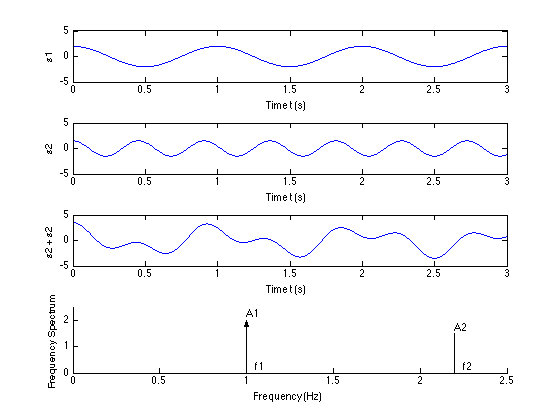 5
0
-5
s1
0 0.5 1 1.5 2 2.5 3
Time t (s)
5
0
-5
s2
0 0.5 1 1.5 2 2.5 3
Time t (s)
5
0
-5
s2 + s2
0 0.5 1 1.5 2 2.5 3
Time t (s)
Frequency Spectrum
2
1
0
A1
A2
f1
f2
0 0.5 1 1.5 2 2.5
Frequency(Hz)